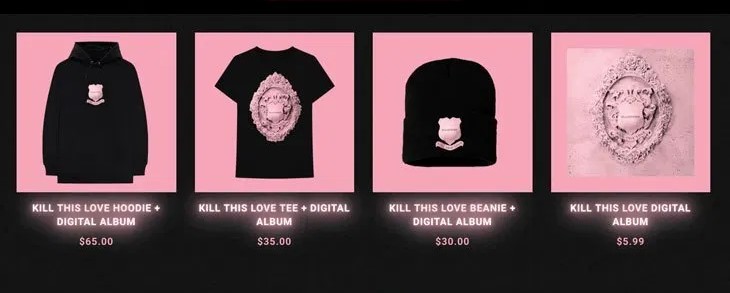 KILL THIS LOVE HOODIE +
DIGITAL ALBUM
$65.00
KILL THIS LOVE TEE + DIGITAL
ALBUM
$35.00
KILL THIS LOVE BEANIE +
DIGITAL ALBUM
$30.00
KILL THIS LOVE DIGITAL
ALBUM
$5.99